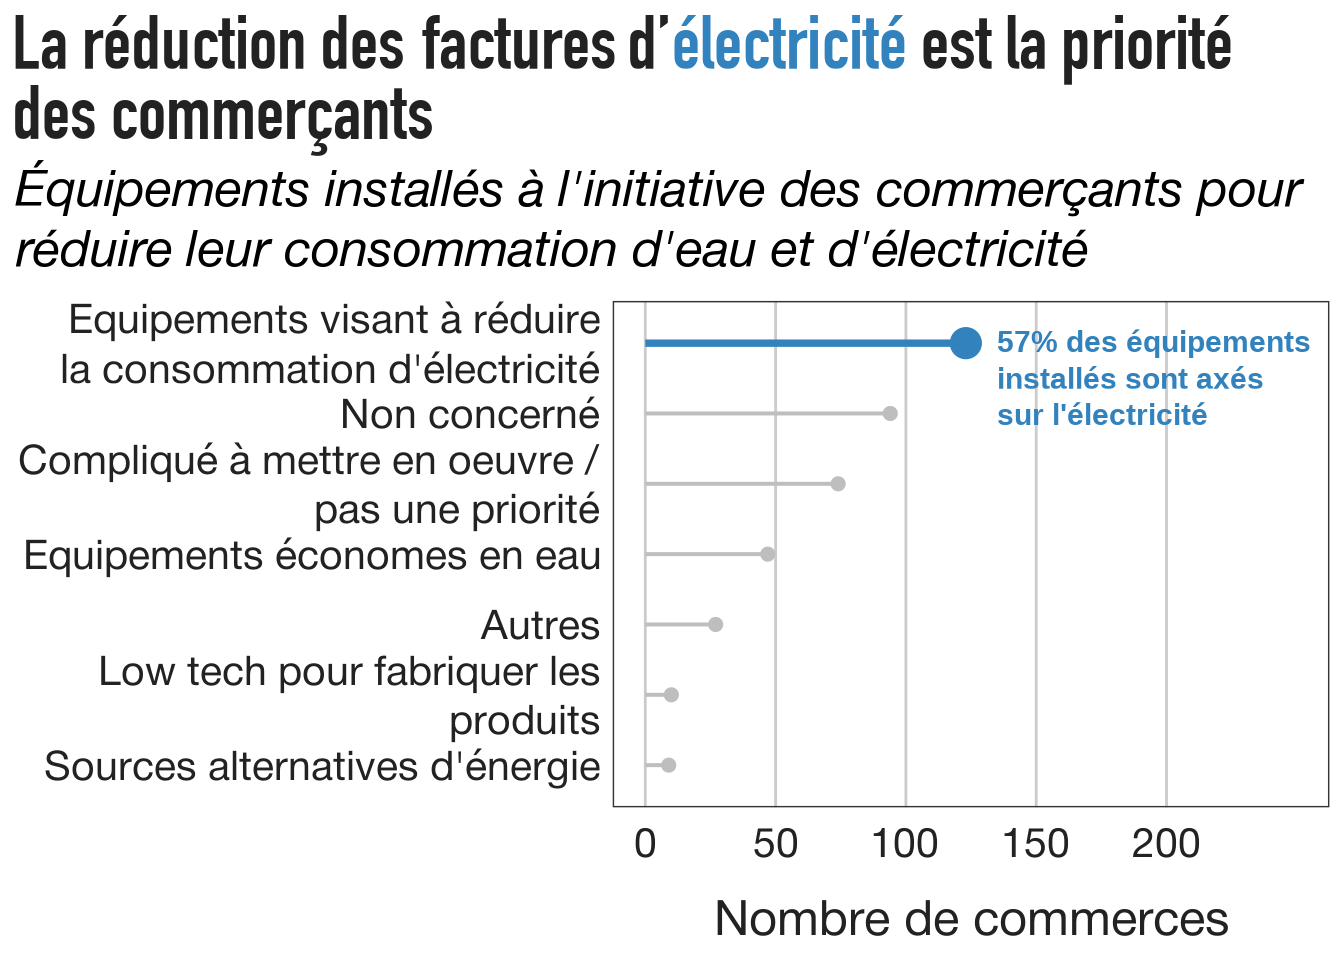 La réduction des factures d’électricité est la priorité
des commerçants
Équipements installés à l'initiative des commerçants pour
réduire leur consommation d'eau et d'électricité
Equipements visant à réduire
la consommation d'électricité
57% des équipements
installés sont axés
sur l'électricité
Non concerné
Compliqué à mettre en oeuvre /
pas une priorité
Equipements économes en eau
Autres
Low tech pour fabriquer les
produits
Sources alternatives d'énergie
0 50 100 150 200
Nombre de commerces